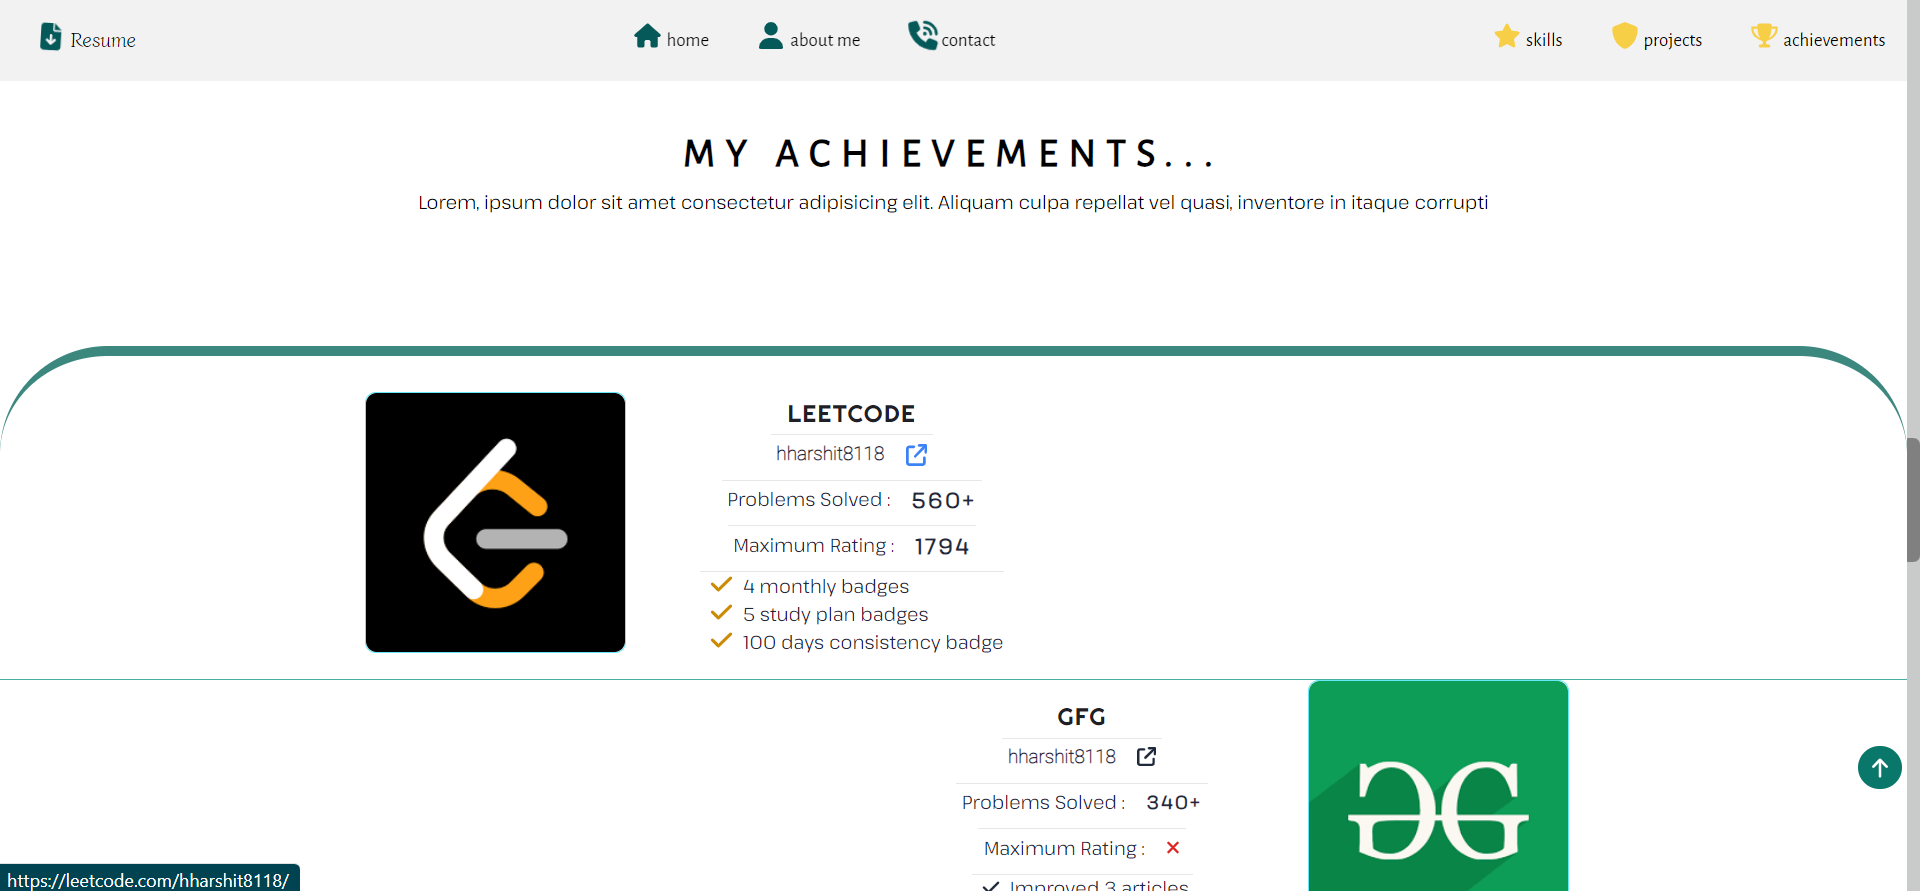 Resume home about me contact skills projects achievements
MY ACHIEVEMENTS...
Lorem, ipsum dolor sit amet consectetur adipisicing elit. Aliquam culpa repellat vel quasi, inventore in itaque corrupti
LEETCODE
hharshit8118
Problems Solved : 560+
Maximum Rating : 1794
4 monthly badges
5 study plan badges
100 days consistency badge
GFG
hharshit8118
Problems Solved : 340+
Maximum Rating :
Improved 3 articles
https://leetcode.com/hharshit8118/